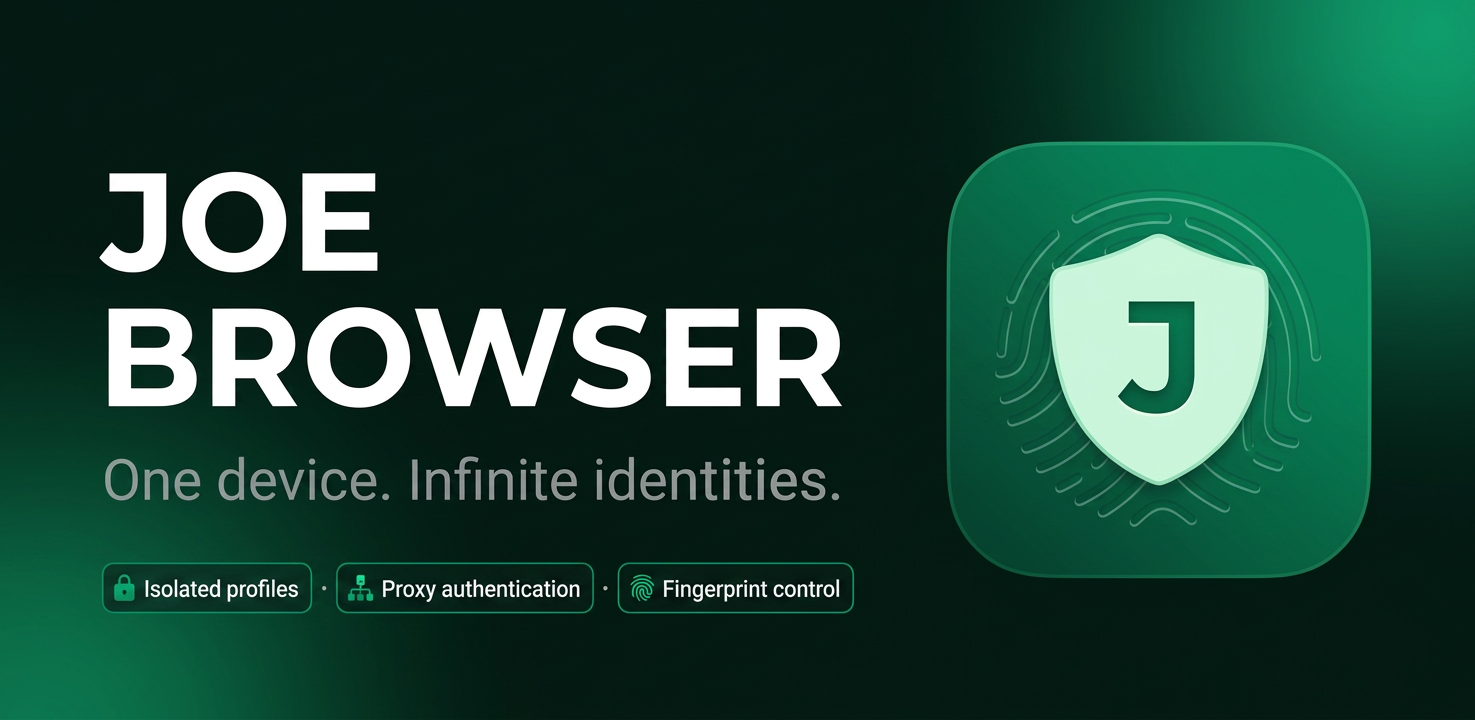 JOE
BROWSER
One device. Infinite identities.
Isolated profiles · Proxy authentication · Fingerprint control
J